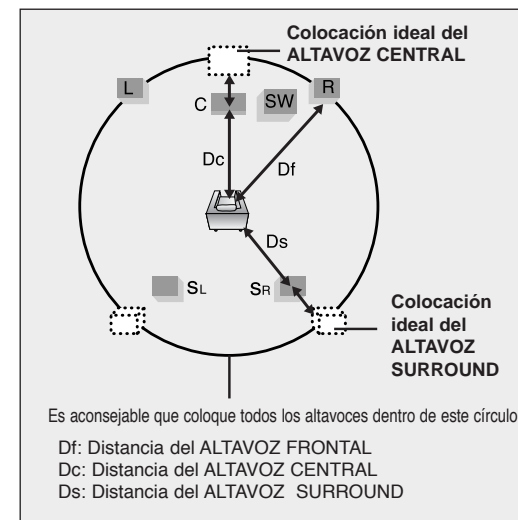 Colocación ideal del
ALTAVOZ CENTRAL
L
R
C
SW
Dc
Df
Ds
SL
SR
Colocación
ideal del
ALTAVOZ
SURROUND
Es aconsejable que coloque todos los altavoces dentro de este círculo
Df: Distancia del ALTAVOZ FRONTAL
Dc: Distancia del ALTAVOZ CENTRAL
Ds: Distancia del ALTAVOZ SURROUND